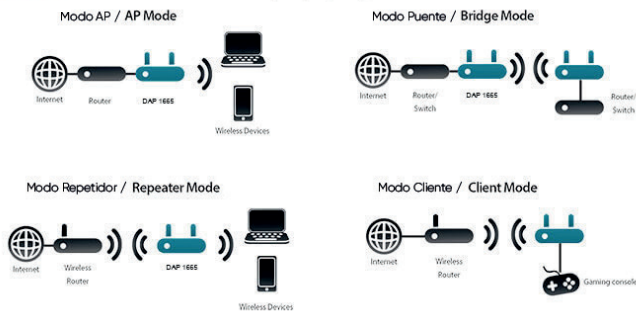 Modo AP / AP Mode
Internet
Router
DAP 1665
Wireless Devices
Modo Puente / Bridge Mode
Internet
Router/
Switch
DAP 1665
Router/
Switch
Modo Repetidor / Repeater Mode
Internet
Wireless
Router
DAP 1665
Wireless Devices
Modo Cliente / Client Mode
Internet
Wireless
Router
Gaming console